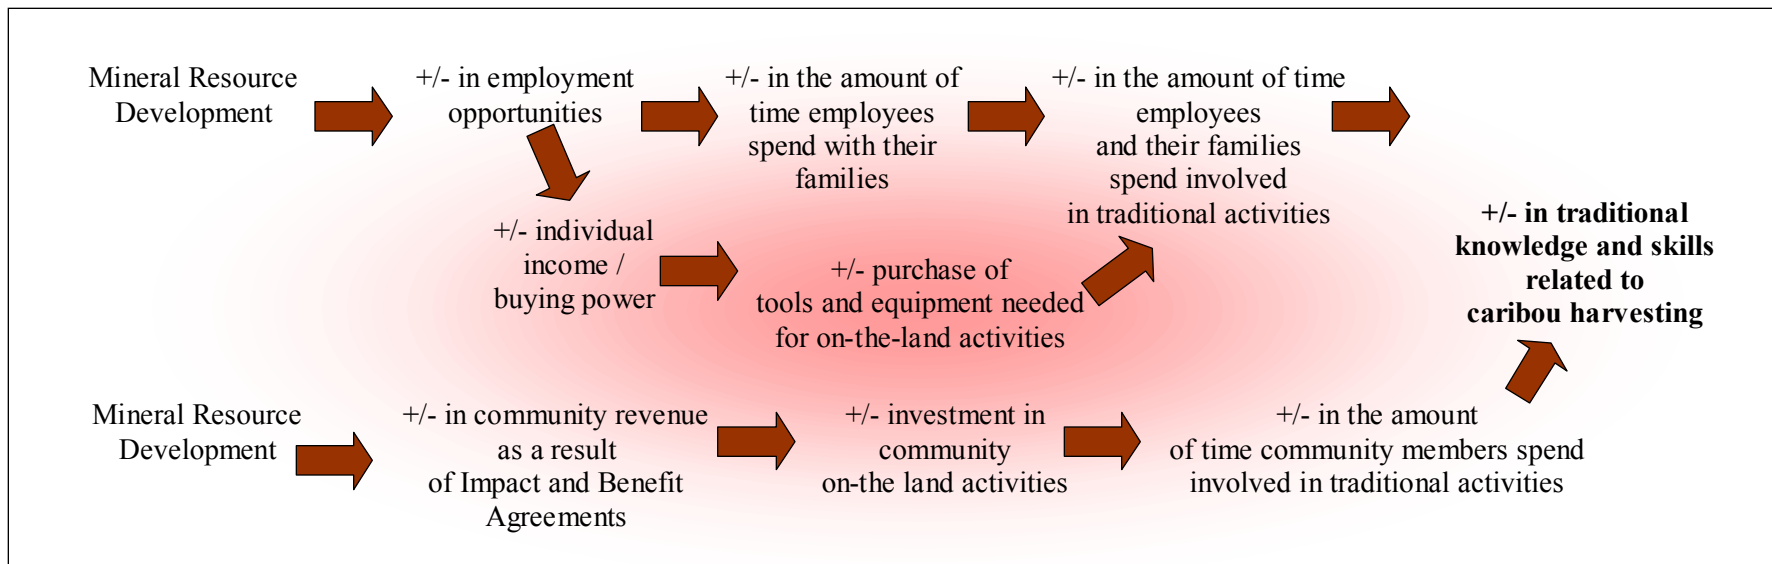 Mineral Resource
Development
+/- in employment
opportunities
+/- in the amount of
time employees
spend with their
families
+/- in the amount of time
employees
and their families
spend involved
in traditional activities
+/- individual
income /
buying power
+/- purchase of
tools and equipment needed
for on-the-land activities
+/- in traditional
knowledge and skills
related to
caribou harvesting
Mineral Resource
Development
+/- in community revenue
as a result
of Impact and Benefit
Agreements
+/- investment in
community
on-the land activities
+/- in the amount
of time community members spend
involved in traditional activities